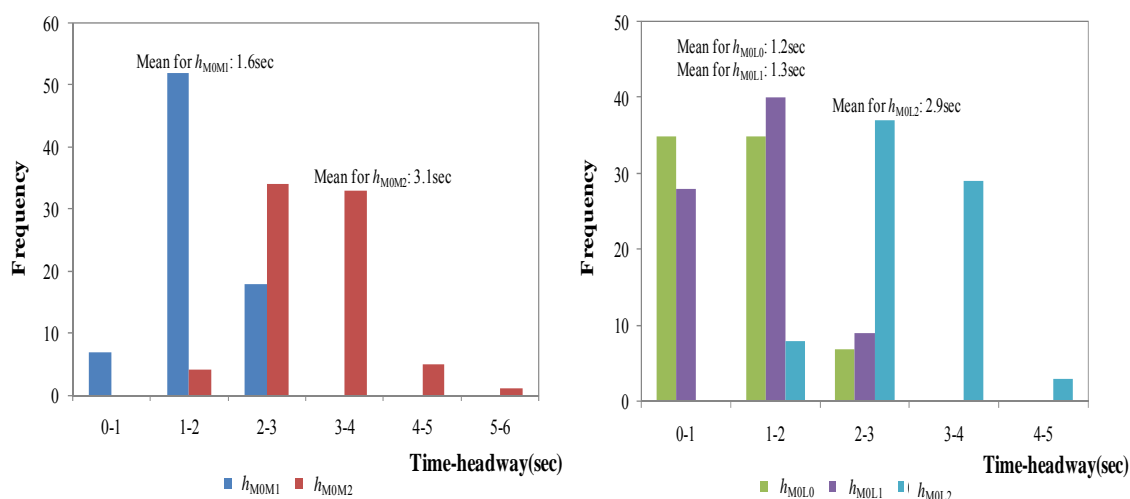 60
50
40
30
20
10
0
Frequency
Mean for hM0M1: 1.6sec
Mean for hM0M2: 3.1sec
0-1 1-2 2-3 3-4 4-5 5-6
Time-headway(sec)
hM0M1 hM0M2
50
40
30
20
10
0
Frequency
Mean for hM0L0: 1.2sec
Mean for hM0L1: 1.3sec
Mean for hM0L2: 2.9sec
0-1 1-2 2-3 3-4 4-5
Time-headway(sec)
hM0L0 hM0L1 hM0L2